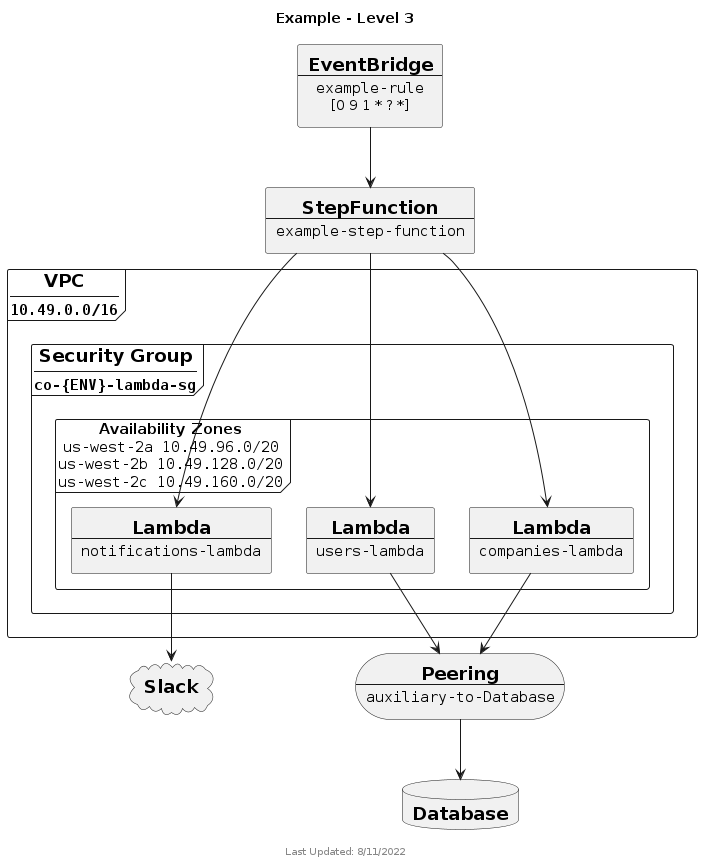 Example - Level 3
EventBridge
example-rule
[0 9 1 * ? *]
StepFunction
example-step-function
VPC
10.49.0.0/16
Security Group
co-{ENV}-lambda-sg
Availability Zones
us-west-2a 10.49.96.0/20
us-west-2b 10.49.128.0/20
us-west-2c 10.49.160.0/20
Lambda
notifications-lambda
Lambda
users-lambda
Lambda
companies-lambda
Slack
Peering
auxiliary-to-Database
Database
Last Updated: 8/11/2022